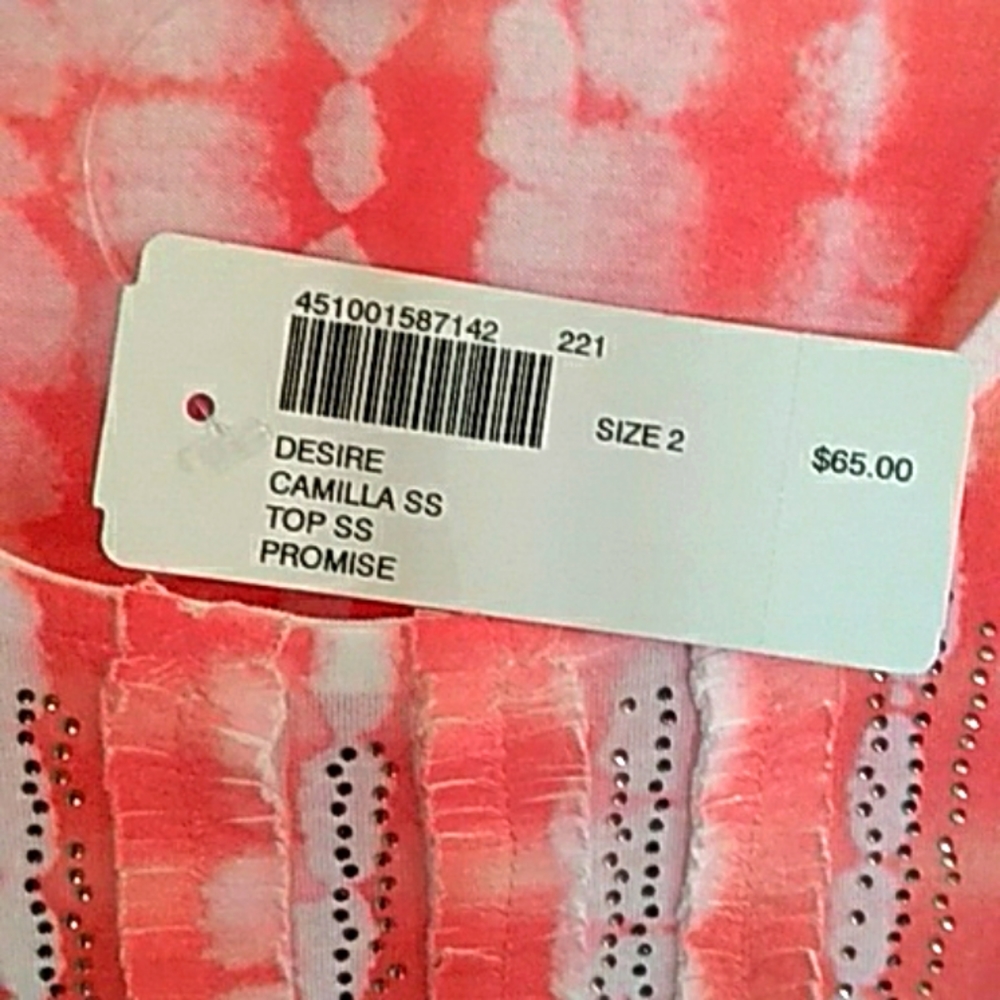 451001587142 221
SIZE 2
$65.00
DESIRE
CAMILLA SS
TOP SS
PROMISE